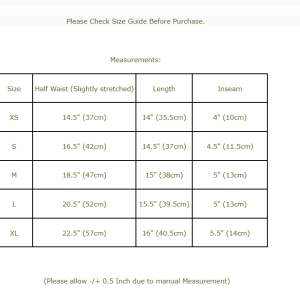 Please Check Size Guide Before Purchase.
Measurements:
Size Half Waist (Slightly stretched) Length Inseam
XS 14.5" (37cm) 14" (35.5cm) 4" (10cm)
S 16.5" (42cm) 14.5" (37cm) 4.5" (11.5cm)
M 18.5" (47cm) 15" (38cm) 5" (13cm)
L 20.5" (52cm) 15.5" (39.5cm) 5" (13cm)
XL 22.5" (57cm) 16" (40.5cm) 5.5" (14cm)
(Please allow -/+ 0.5 Inch due to manual Measurement)